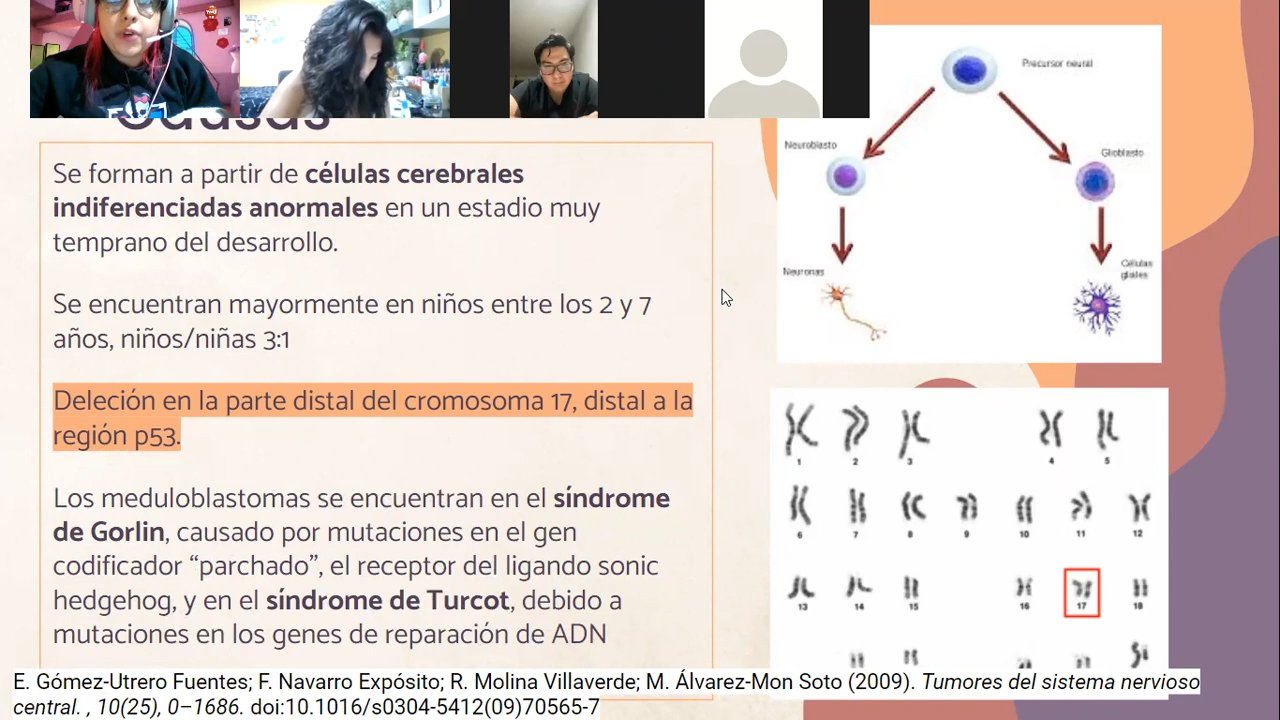 Causas
Se forman a partir de células cerebrales
indiferenciadas anormales en un estadio muy
temprano del desarrollo.
Se encuentran mayormente en niños entre los 2 y 7
años, niños/niñas 3:1
Deleción en la parte distal del cromosoma 17, distal a la
región p53.
Los meduloblastomas se encuentran en el síndrome
de Gorlin, causado por mutaciones en el gen
codificador “parchado”, el receptor del ligando sonic
hedgehog, y en el síndrome de Turcot, debido a
mutaciones en los genes de reparación de ADN
Precursor neural
Neuroblasto
Glioblasto
Neuronas
Células
gliales
1 2 3 4 5
6 7 8 9 10 11 12
13 14 15 16 17 18
E. Gómez-Utrero Fuentes; F. Navarro Expósito; R. Molina Villaverde; M. Álvarez-Mon Soto (2009). Tumores del sistema nervioso
central. , 10(25), 0–1686. doi:10.1016/s0304-5412(09)70565-7